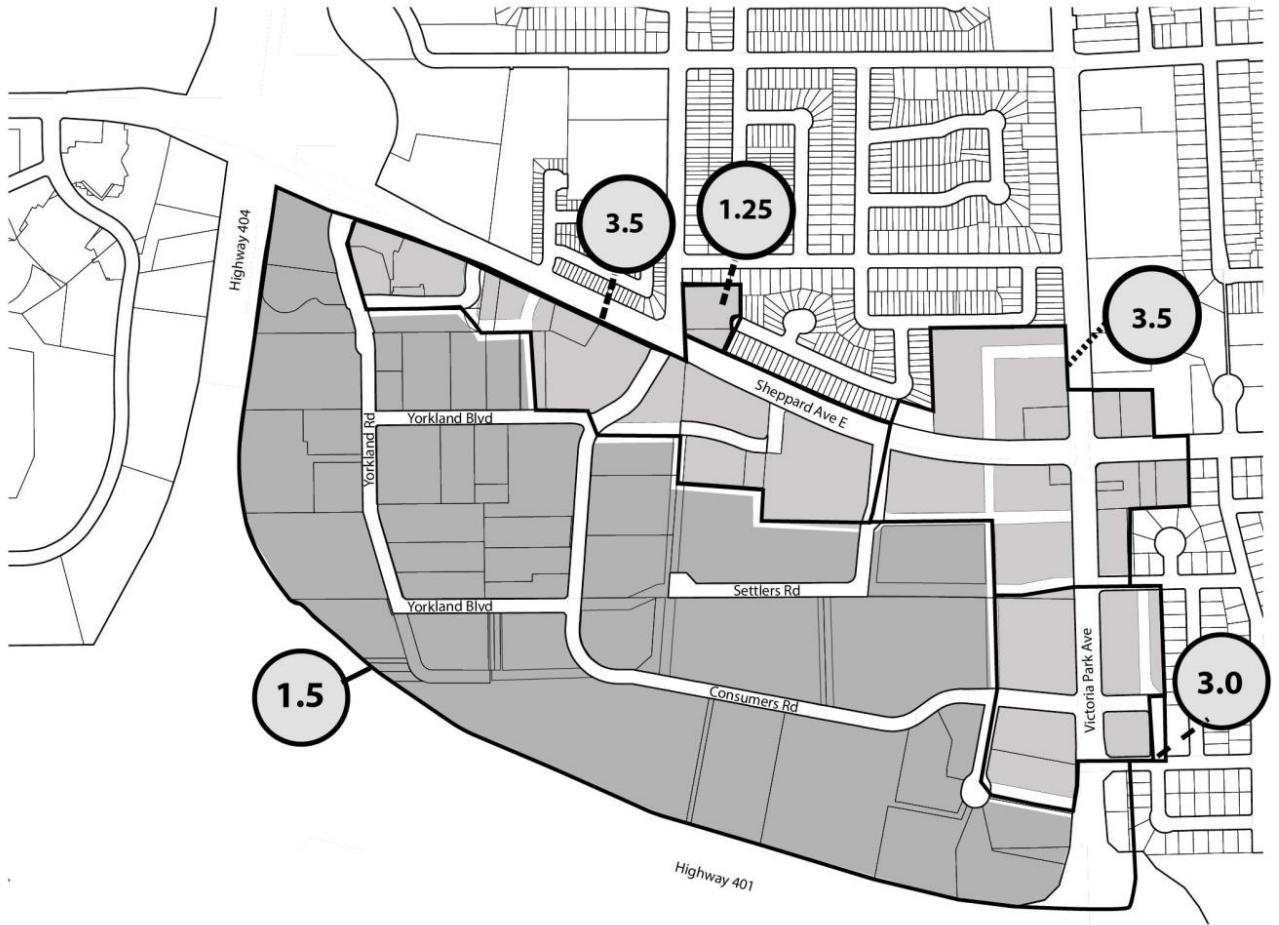 1.25
3.5
Highway 404
3.5
Sheppard Ave E
Yorkland Blvd
Yorkland Rd
Settlers Rd
Yorkland Blvd
Victoria Park Ave
3.0
1.5
Consumers Rd
Highway 401